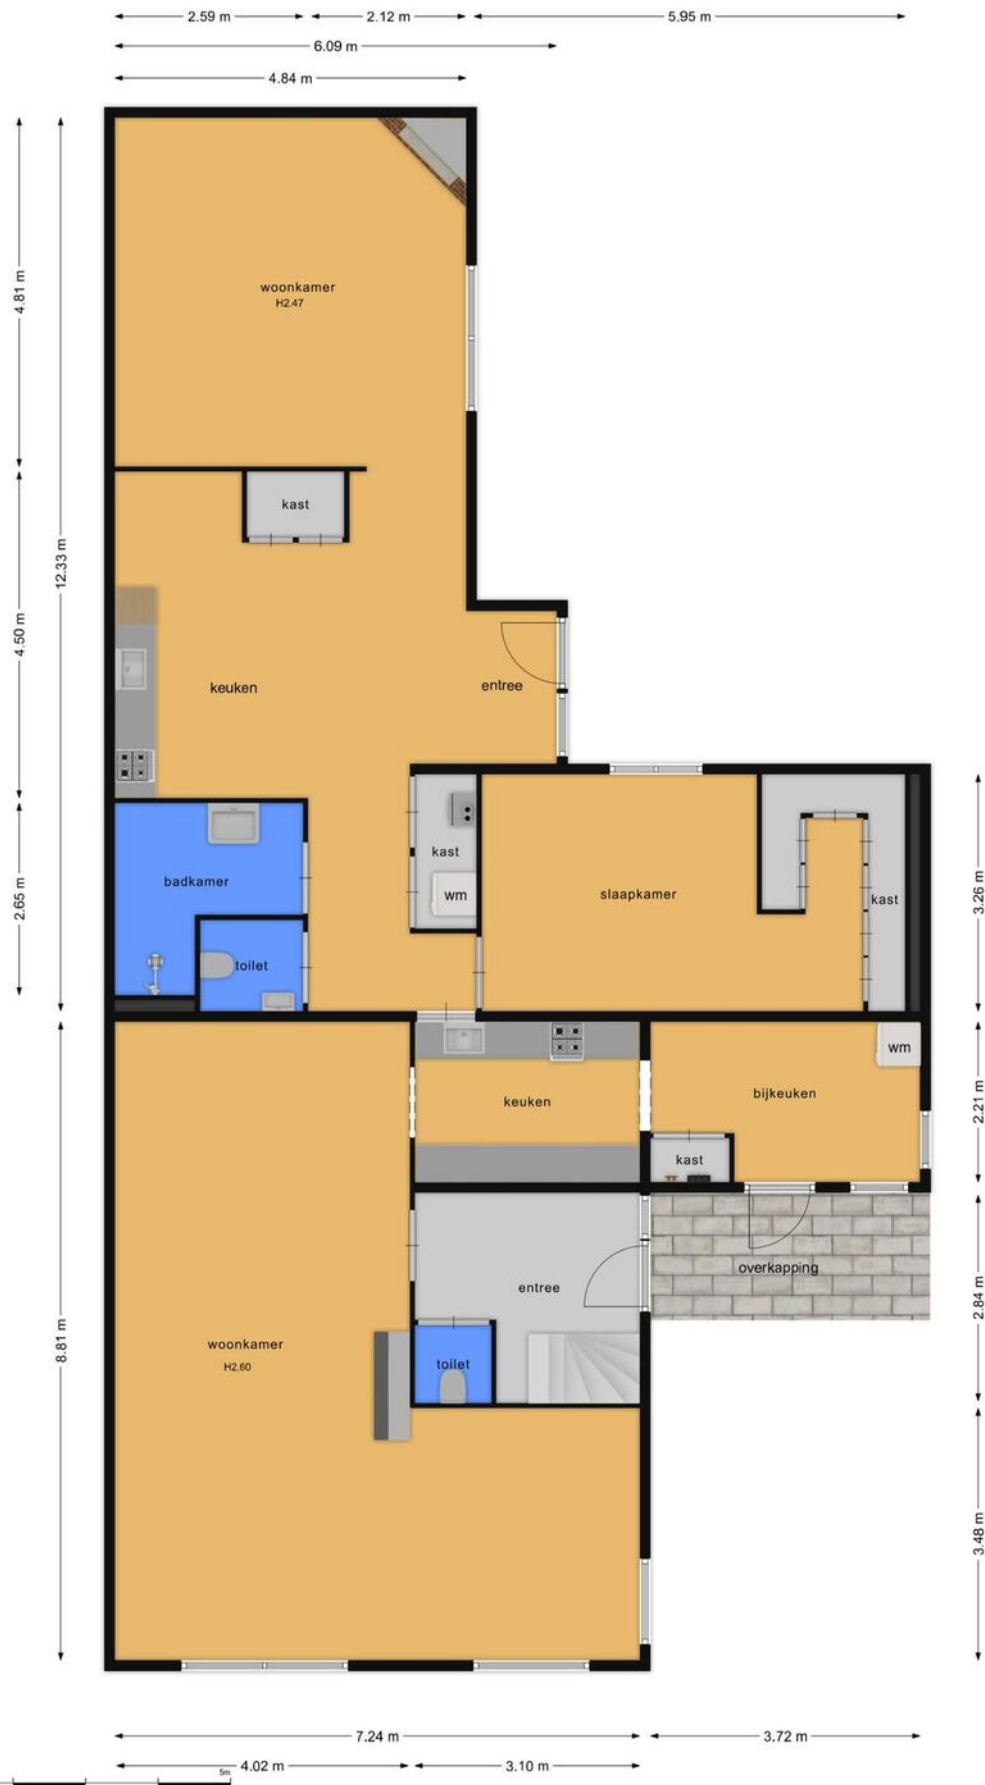 2.59 m 2.12 m 5.95 m
6.09 m
4.84 m
4.81 m
12.33 m
4.50 m
2.65 m
8.81 m
woonkamer
H2.47
kast
keuken
entree
badkamer
toilet
kast
wm
slaapkamer
kast
3.26 m
keuken
bijkeuken
wm
kast
2.21 m
entree
overkapping
2.84 m
woonkamer
H2.60
toilet
3.48 m
7.24 m 3.72 m
4.02 m 3.10 m
5m